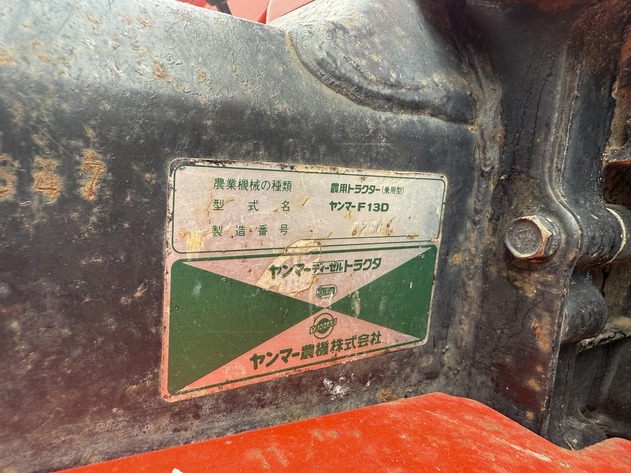 農業機械の種類 農用トラクター(乗用型)
型式名 ヤンマーF13D
製造番号
ヤンマーディーゼルトラクタ
ヤンマー農機株式会社